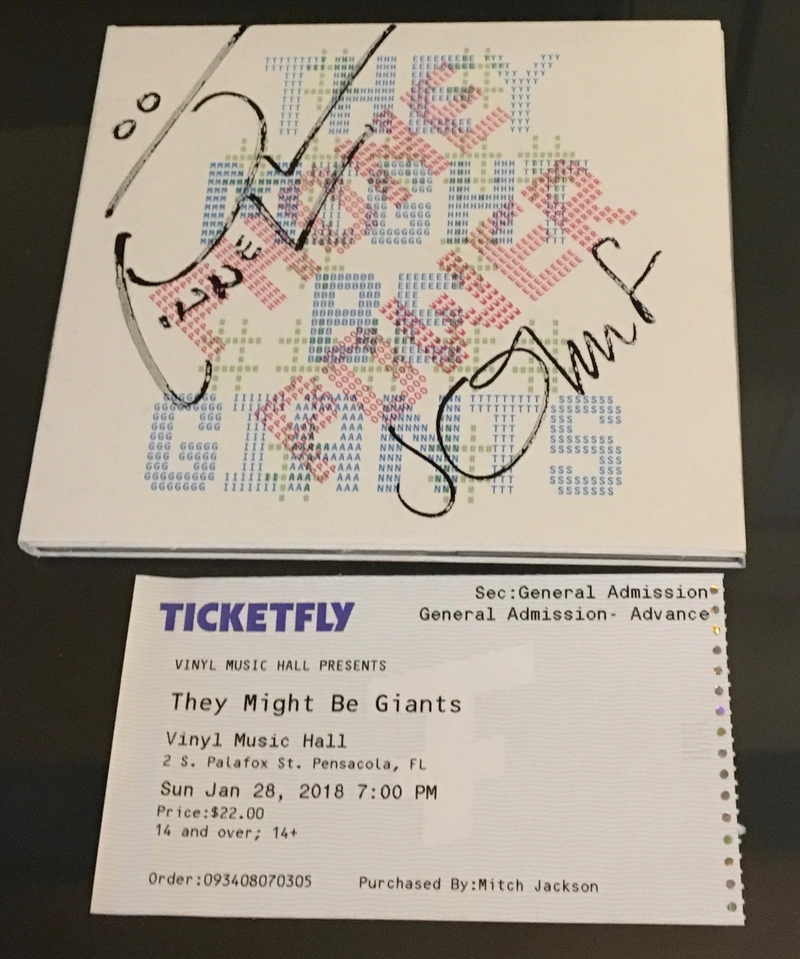 THEY
MIGHT
BE
GIANTS
PHONE
POWER
TICKETFLY
Sec:General Admission
General Admission- Advance
VINYL MUSIC HALL PRESENTS
They Might Be Giants
Vinyl Music Hall
2 S. Palafox St. Pensacola, FL
Sun Jan 28, 2018 7:00 PM
Price:$22.00
14 and over; 14+
Order:093408070305 Purchased By:Mitch Jackson